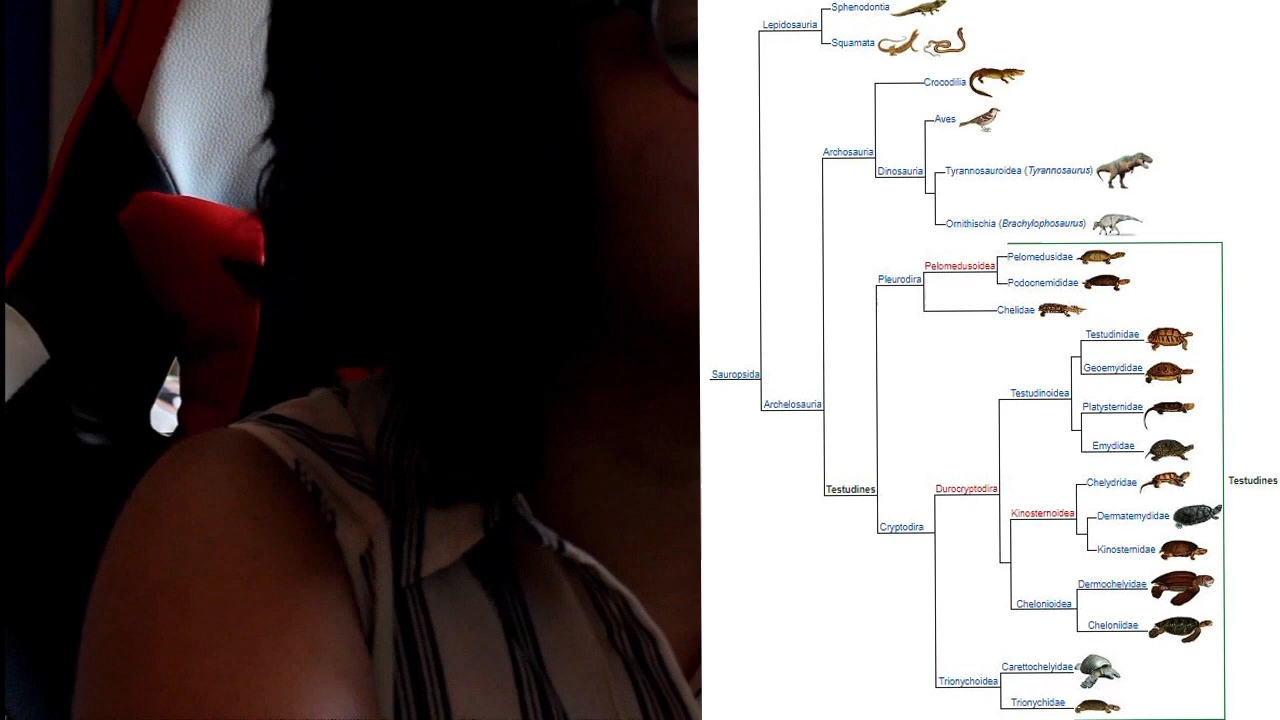 Sphenodontia
Lepidosauria
Squamata
Crocodilia
Aves
Archosauria
Dinosauria
Tyrannosauroidea (Tyrannosaurus)
Ornithischia (Brachylophosaurus)
Pelomedusidae
Pelomedusoidea
Pleurodira
Podocnemididae
Chelidae
Testudinidae
Geoemydidae
Sauropsida
Testudinoidea
Archelosauria
Platysternidae
Emydidae
Chelydridae
Testudines
Testudines
Durocryptodira
Kinosternoidea
Dermatemydidae
Cryptodira
Kinosternidae
Dermochelyidae
Chelonioidea
Cheloniidae
Carettochelyidae
Trionychoidea
Trionychidae